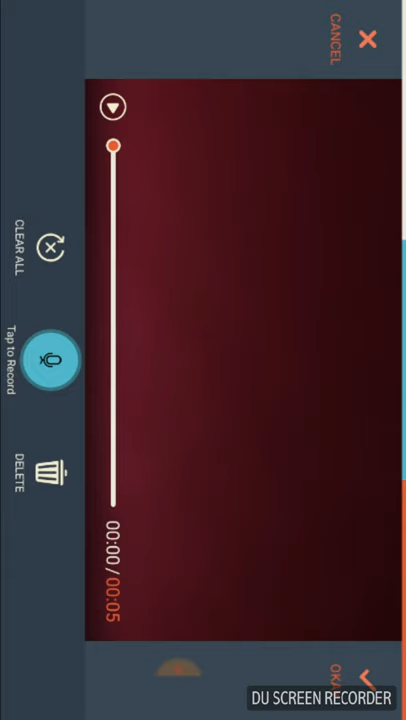 CANCEL
00:00 / 00:05
CLEAR ALL
Tap to Record
DELETE
DU SCREEN RECORDER